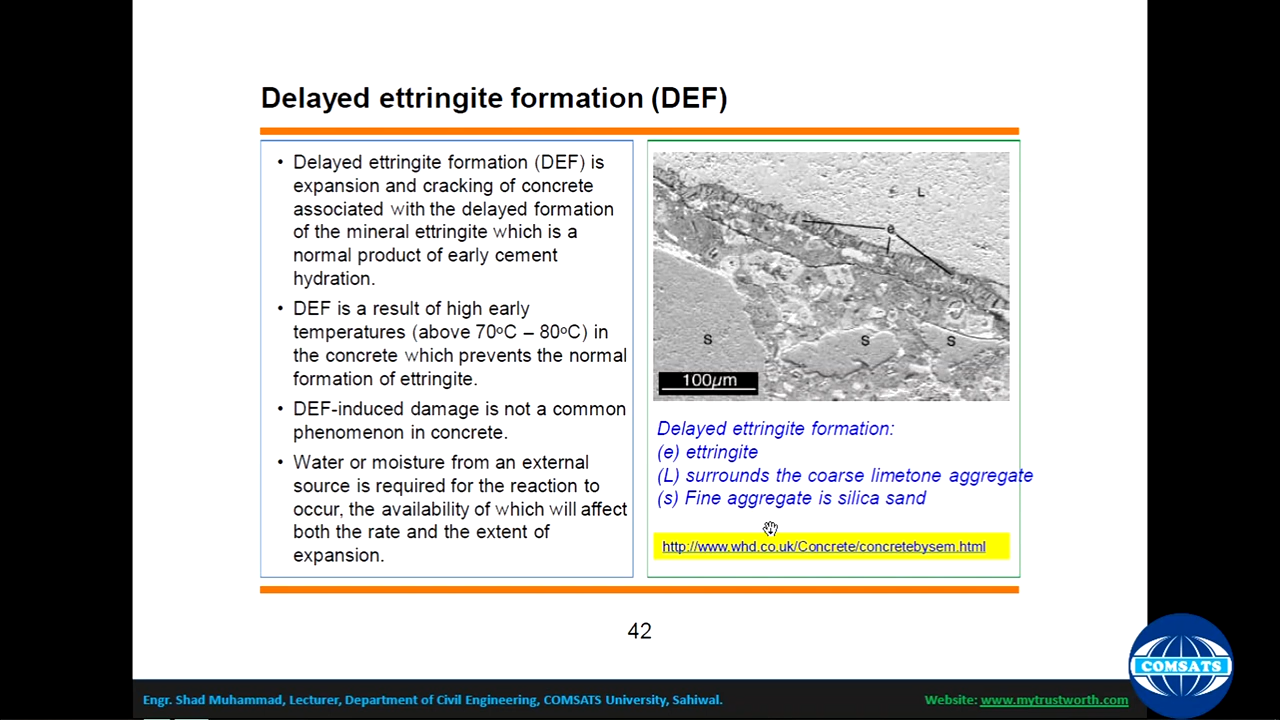 Delayed ettringite formation (DEF)
• Delayed ettringite formation (DEF) is
expansion and cracking of concrete
associated with the delayed formation
of the mineral ettringite which is a
normal product of early cement
hydration.
• DEF is a result of high early
temperatures (above 70ºC – 80ºC) in
the concrete which prevents the normal
formation of ettringite.
• DEF-induced damage is not a common
phenomenon in concrete.
• Water or moisture from an external
source is required for the reaction to
occur, the availability of which will affect
both the rate and the extent of
expansion.
L
e
s
s
s
100µm
Delayed ettringite formation:
(e) ettringite
(L) surrounds the coarse limetone aggregate
(s) Fine aggregate is silica sand
http://www.whd.co.uk/Concrete/concretebysem.html
42
COMSATS
Engr. Shad Muhammad, Lecturer, Department of Civil Engineering, COMSATS University, Sahiwal.
Website: www.mytrustworth.com